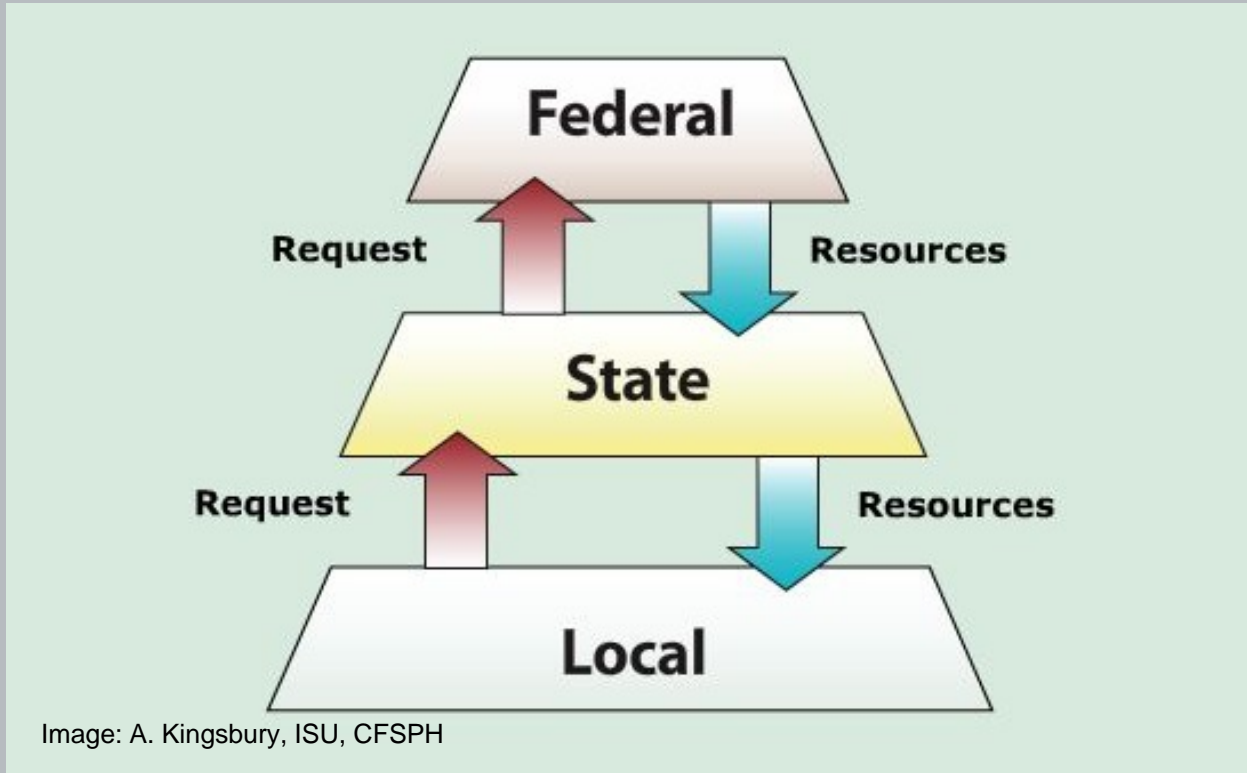 Federal
Request
Resources
State
Request
Resources
Local
Image: A. Kingsbury, ISU, CFSPH